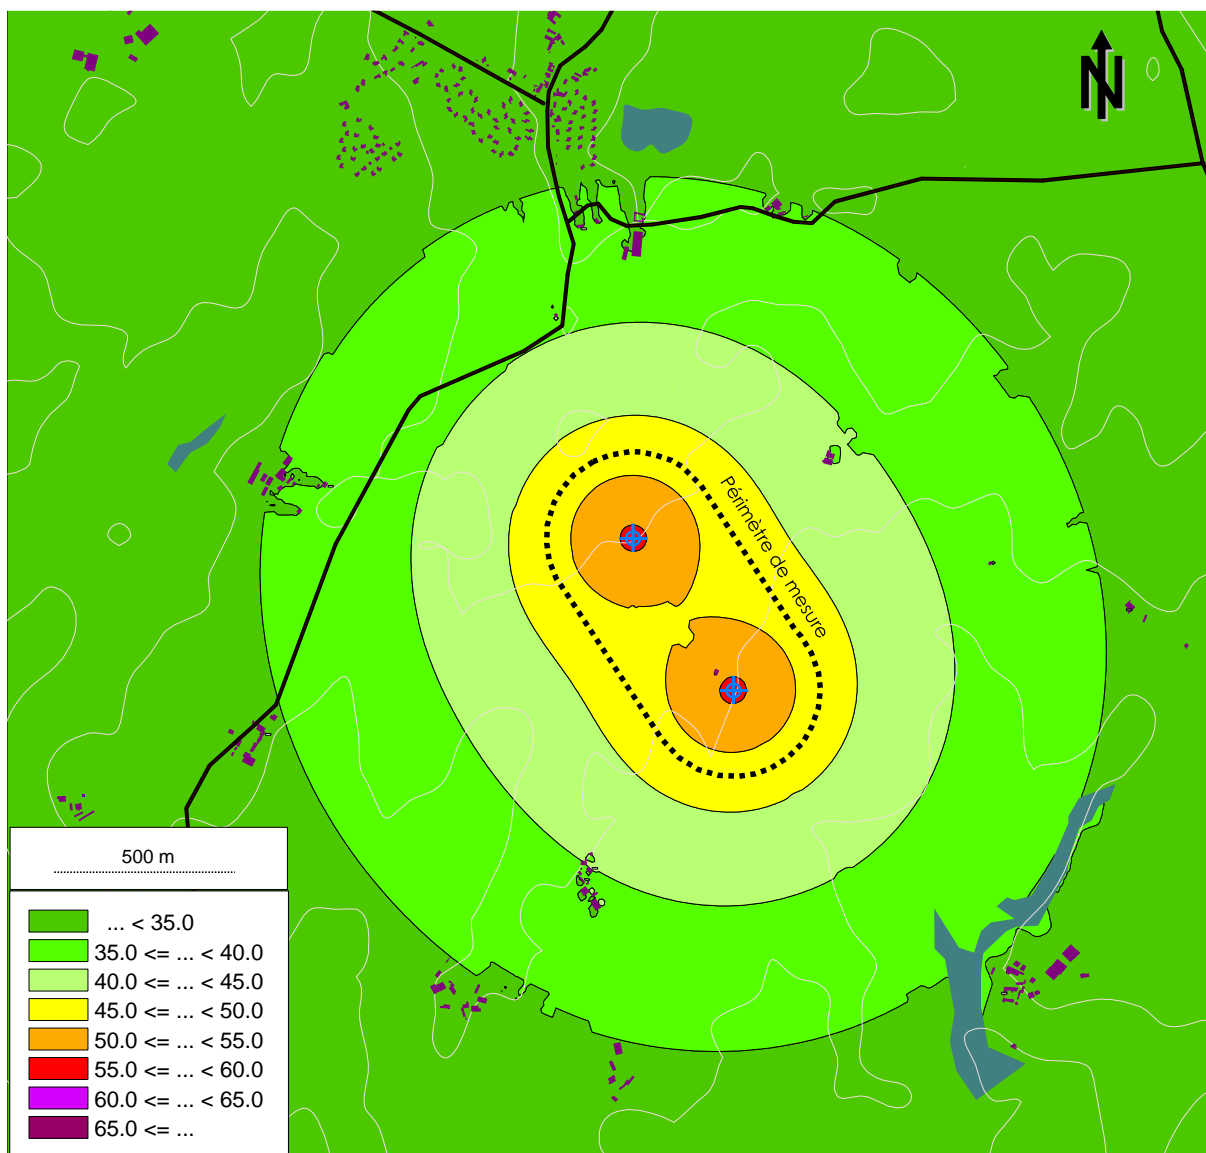 N
Périmètre de mesure
500 m
... < 35.0
35.0 <= ... < 40.0
40.0 <= ... < 45.0
45.0 <= ... < 50.0
50.0 <= ... < 55.0
55.0 <= ... < 60.0
60.0 <= ... < 65.0
65.0 <= ...